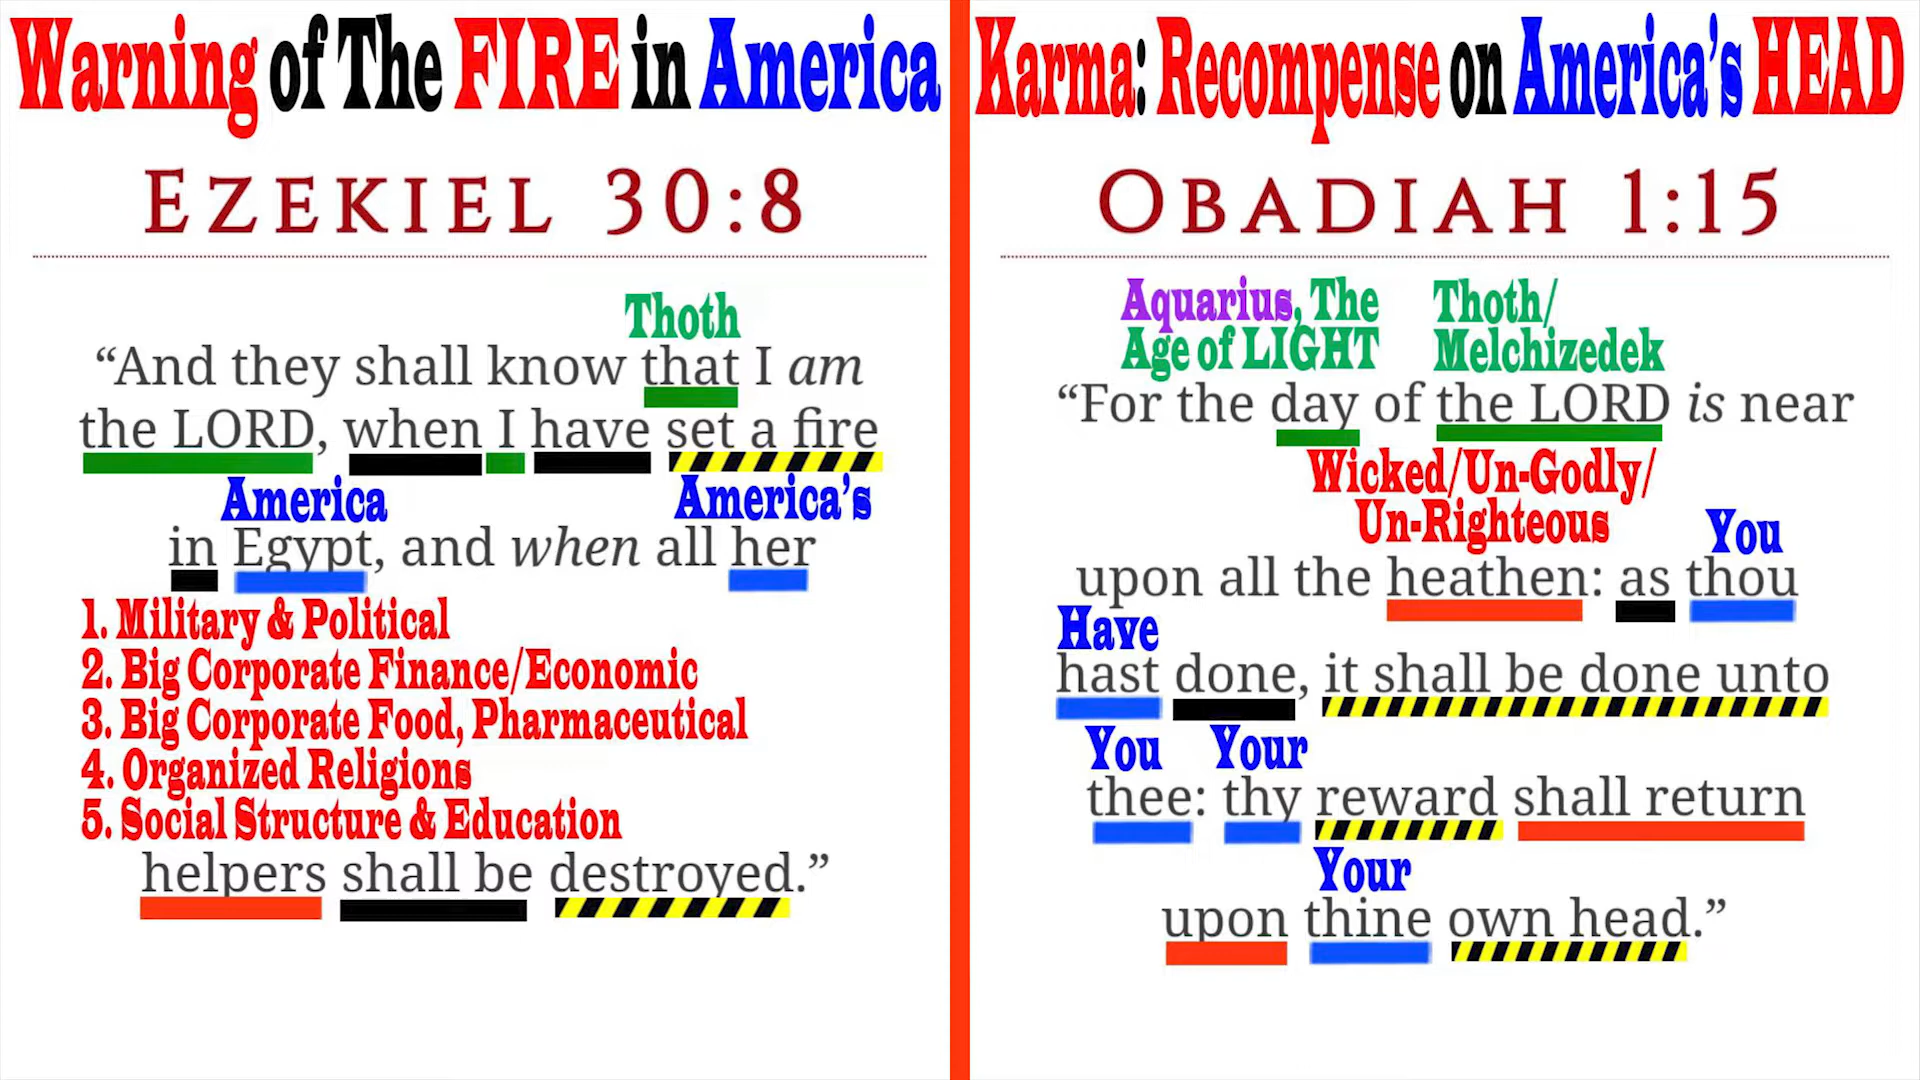 Warning of The FIRE in America
EZEKIEL 30:8
Thoth
“And they shall know that I am
the LORD, when I have set a fire
America America’s
in Egypt, and when all her
1. Military & Political
2. Big Corporate Finance/Economic
3. Big Corporate Food, Pharmaceutical
4. Organized Religions
5. Social Structure & Education
helpers shall be destroyed.”
Karma: Recompense on America’s HEAD
OBADIAH 1:15
Aquarius, The
Age of LIGHT
Thoth/
Melchizedek
“For the day of the LORD is near
Wicked/Un-Godly/
Un-Righteous
You
upon all the heathen: as thou
Have
hast done, it shall be done unto
You Your
thee: thy reward shall return
Your
upon thine own head.”